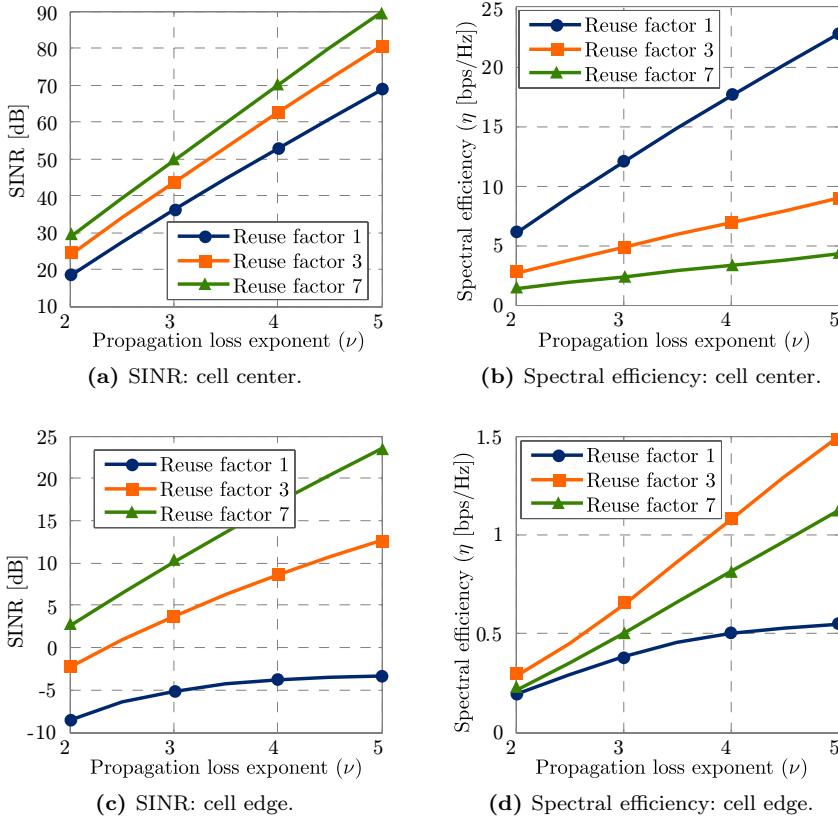 90
80
70
60
50
40
30
20
10
SINR [dB]
Reuse factor 1
Reuse factor 3
Reuse factor 7
2
3
4
5
Propagation loss exponent (ν)
(a) SINR: cell center.
25
20
15
10
5
0
Spectral efficiency (η [bps/Hz])
Reuse factor 1
Reuse factor 3
Reuse factor 7
2
3
4
5
Propagation loss exponent (ν)
(b) Spectral efficiency: cell center.
25
20
15
10
5
0
-5
-10
SINR [dB]
Reuse factor 1
Reuse factor 3
Reuse factor 7
2
3
4
5
Propagation loss exponent (ν)
(c) SINR: cell edge.
1.5
1
0.5
0
Spectral efficiency (η [bps/Hz])
Reuse factor 1
Reuse factor 3
Reuse factor 7
2
3
4
5
Propagation loss exponent (ν)
(d) Spectral efficiency: cell edge.